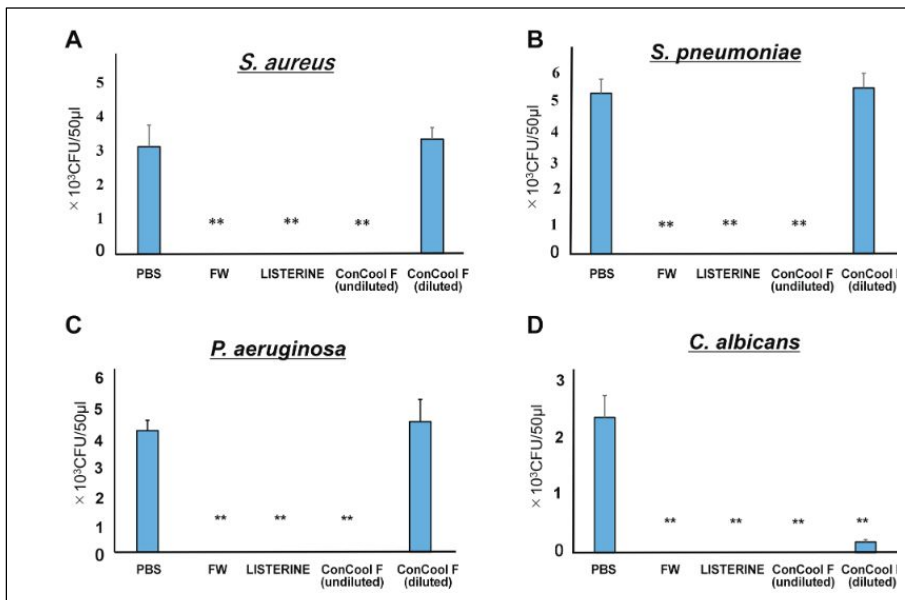 A
S. aureus
× 10³CFU/50µl
5
4
3
2
1
0
**
**
**
PBS
FW
LISTERINE
ConCool F
(undiluted)
ConCool F
(diluted)
B
S. pneumoniae
× 10³CFU/50µl
6
5
4
3
2
1
0
**
**
**
PBS
FW
LISTERINE
ConCool F
(undiluted)
ConCool F
(diluted)
C
P. aeruginosa
× 10³CFU/50µl
6
5
4
3
2
1
0
**
**
**
PBS
FW
LISTERINE
ConCool F
(undiluted)
ConCool F
(diluted)
D
C. albicans
× 10³CFU/50µl
3
2
1
0
**
**
**
**
PBS
FW
LISTERINE
ConCool F
(undiluted)
ConCool F
(diluted)